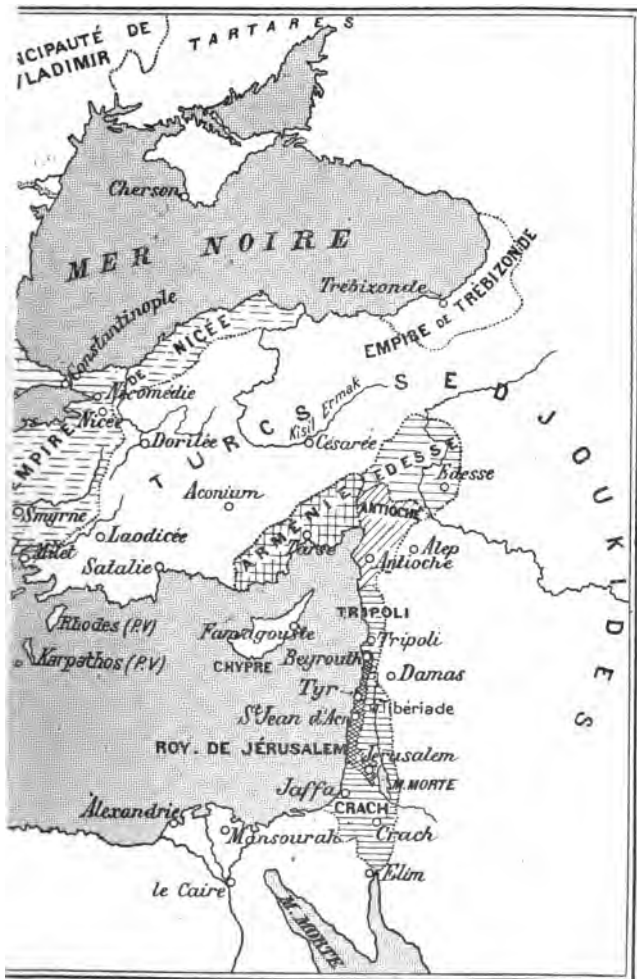 NCIPAUTÉ DE
VLADIMIR
TARTARES
Cherson
MER NOIRE
Trébizonde
EMPIRE DE TRÉBIZONDE
Constantinople
EMPIRE DE NICÉE
Nicomédie
Nicée
Dorilée
TURCS SEDJOUKIDES
Kisil Ermak
Césarée
EDESSE
Edesse
Aconium
ARMÉNIE
ANTIOCHE
Smyrne
Laodicée
Tarse
Milet
Satalie
Antioche
Alep
TRIPOLI
Rhodes (P.V)
Famagouste
Tripoli
Karpathos (P.V)
CHYPRE
Beyrouth
Damas
Tyr
Tibériade
St Jean d'Acr
ROY. DE JÉRUSALEM
Jérusalem
M. MORTE
Jaffa
CRACH
Alexandrie
Mansourah
Crach
Elim
le Caire
M. MORTE